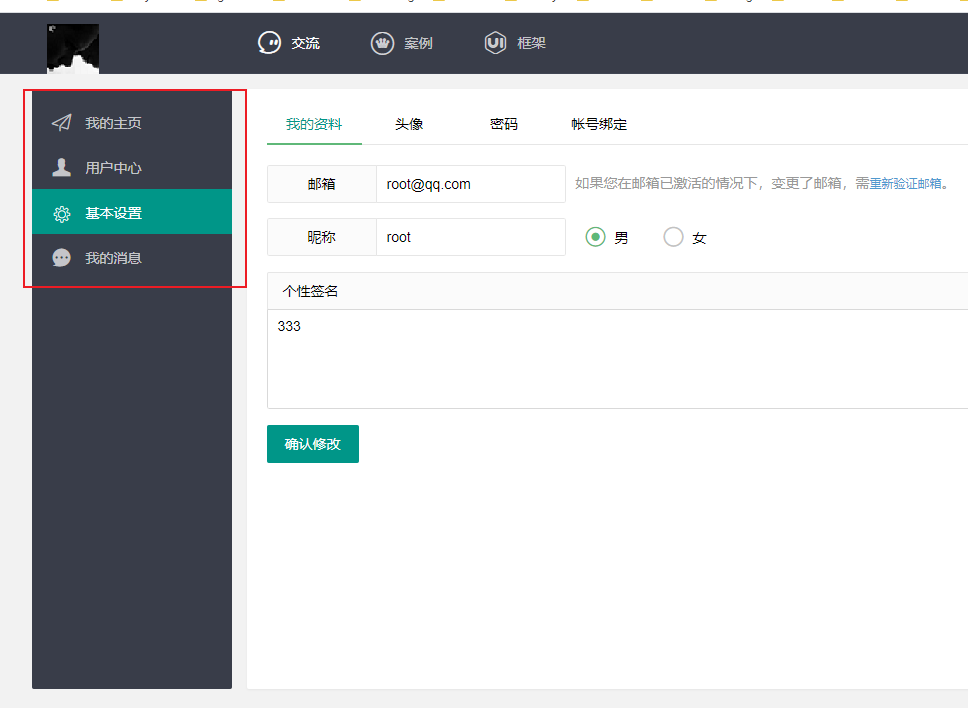 交流 案例 框架
我的主页
用户中心
基本设置
我的消息
我的资料 头像 密码 帐号绑定
邮箱 root@qq.com 如果您在邮箱已激活的情况下，变更了邮箱，需重新验证邮箱。
昵称 root 男 女
个性签名
333
确认修改